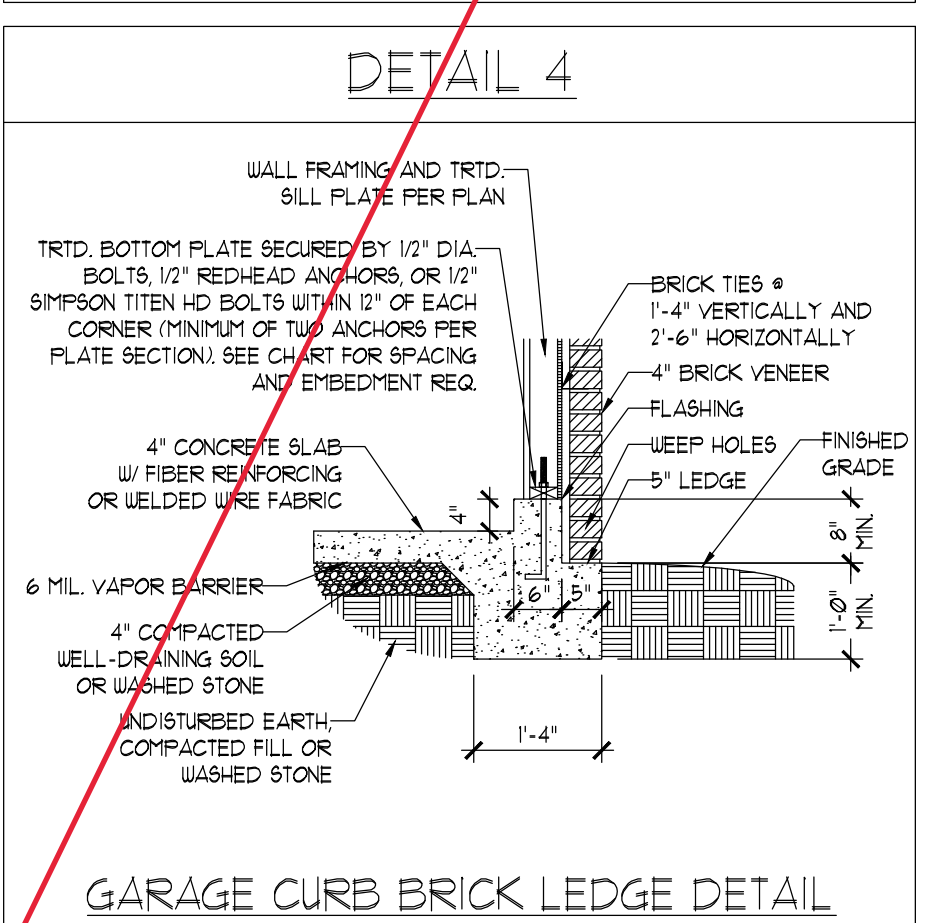 DETAIL 4
WALL FRAMING AND TRTD.
SILL PLATE PER PLAN
TRTD. BOTTOM PLATE SECURED BY 1/2" DIA.
BOLTS, 1/2" REDHEAD ANCHORS, OR 1/2"
SIMPSON TITEN HD BOLTS WITHIN 12" OF EACH
CORNER (MINIMUM OF TWO ANCHORS PER
PLATE SECTION). SEE CHART FOR SPACING
AND EMBEDMENT REQ.
BRICK TIES @
1'-4" VERTICALLY AND
2'-6" HORIZONTALLY
4" BRICK VENEER
FLASHING
WEEP HOLES
5" LEDGE
FINISHED
GRADE
4" CONCRETE SLAB
W/ FIBER REINFORCING
OR WELDED WIRE FABRIC
4"
8"
MIN.
6 MIL. VAPOR BARRIER
6"
5"
1'-0"
MIN.
4" COMPACTED
WELL-DRAINING SOIL
OR WASHED STONE
UNDISTURBED EARTH,
COMPACTED FILL OR
WASHED STONE
1'-4"
GARAGE CURB BRICK LEDGE DETAIL